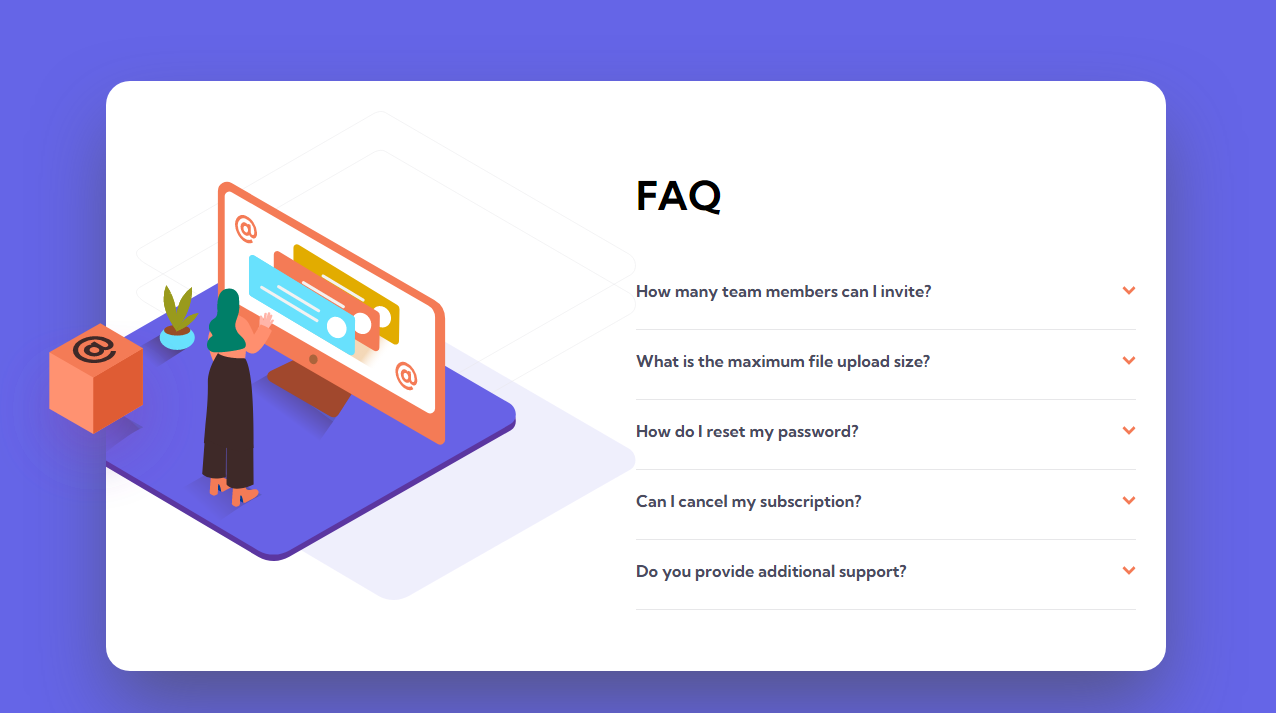 @
@
@
FAQ
How many team members can I invite?
What is the maximum file upload size?
How do I reset my password?
Can I cancel my subscription?
Do you provide additional support?